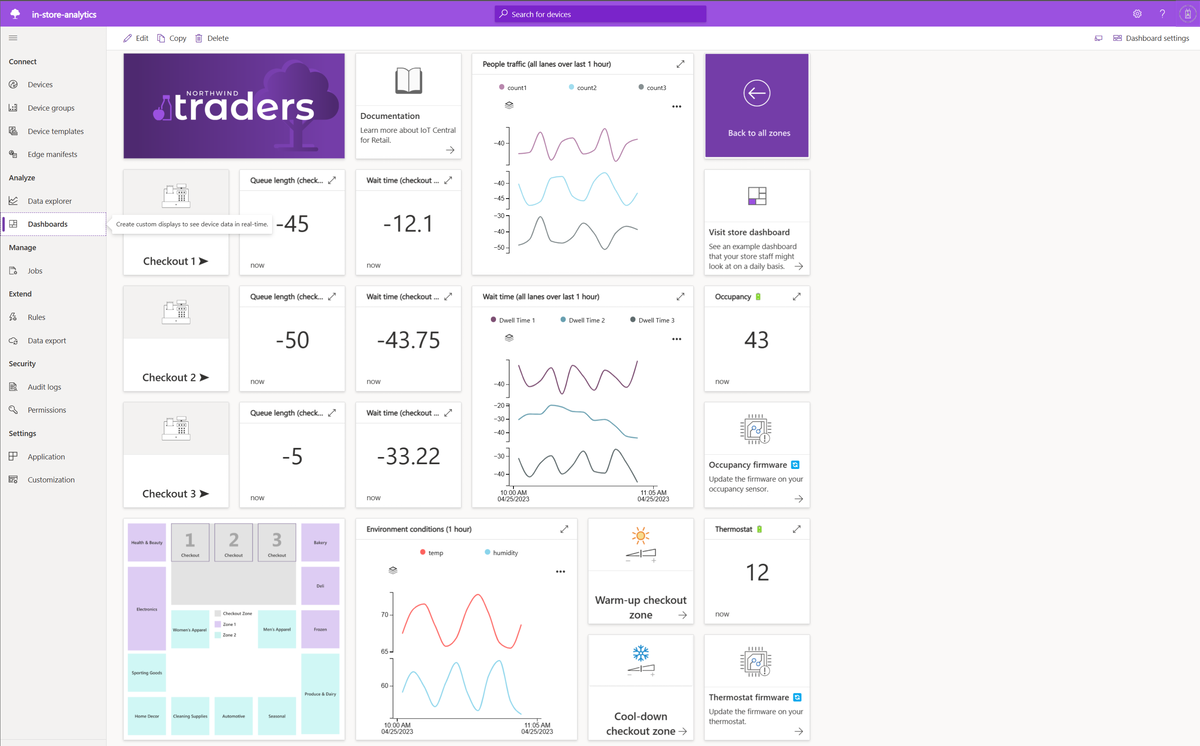 in-store-analytics
Search for devices
?
Edit
Copy
Delete
Dashboard settings
Connect
Devices
Device groups
Device templates
Edge manifests
Analyze
Data explorer
Dashboards
Manage
Jobs
Extend
Rules
Data export
Security
Audit logs
Permissions
Settings
Application
Customization
Create custom displays to see device data in real-time.
NORTHWIND
traders
Documentation
Learn more about IoT Central
for Retail.
People traffic (all lanes over last 1 hour)
count1
count2
count3
-40
-40
-45
-30
-40
-50
Back to all zones
Checkout 1
Queue length (check...
-45
now
Wait time (checkout ...
-12.1
now
Visit store dashboard
See an example dashboard
that your store staff might
look at on a daily basis.
Checkout 2
Queue length (check...
-50
now
Wait time (checkout ...
-43.75
now
Wait time (all lanes over last 1 hour)
Dwell Time 1
Dwell Time 2
Dwell Time 3
-40
-20
-30
-40
-30
-40
10:00 AM
04/25/2023
11:05 AM
04/25/2023
Occupancy
43
now
Checkout 3
Queue length (check...
-5
now
Wait time (checkout ...
-33.22
now
Occupancy firmware
Update the firmware on your
occupancy sensor.
Health & Beauty
1
Checkout
2
Checkout
3
Checkout
Bakery
Electronics
Deli
Checkout Zone
Zone 1
Zone 2
Women's Apparel
Men's Apparel
Frozen
Sporting Goods
Produce & Dairy
Home Decor
Cleaning Supplies
Automotive
Seasonal
Environment conditions (1 hour)
temp
humidity
70
65
60
10:00 AM
04/25/2023
11:05 AM
04/25/2023
Warm-up checkout
zone
Cool-down
checkout zone
Thermostat
12
now
Thermostat firmware
Update the firmware on your
thermostat.